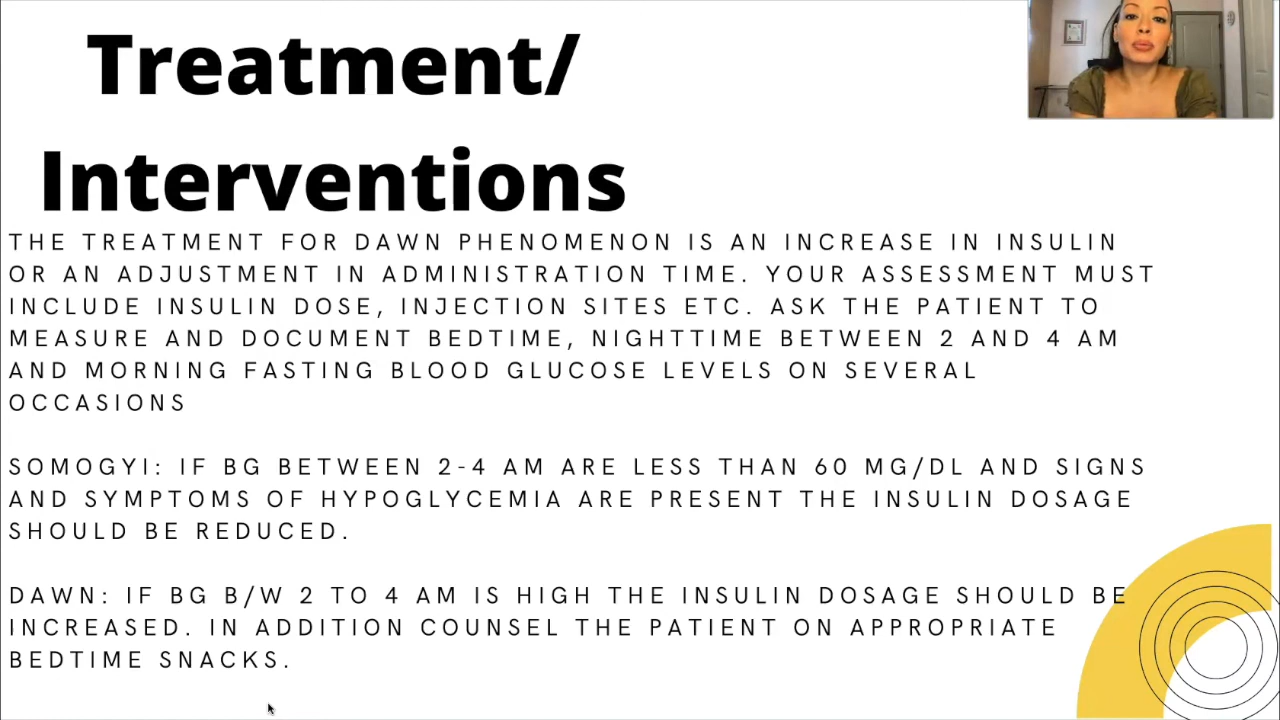 Treatment/
Interventions
THE TREATMENT FOR DAWN PHENOMENON IS AN INCREASE IN INSULIN
OR AN ADJUSTMENT IN ADMINISTRATION TIME. YOUR ASSESSMENT MUST
INCLUDE INSULIN DOSE, INJECTION SITES ETC. ASK THE PATIENT TO
MEASURE AND DOCUMENT BEDTIME, NIGHTTIME BETWEEN 2 AND 4 AM
AND MORNING FASTING BLOOD GLUCOSE LEVELS ON SEVERAL
OCCASIONS
SOMOGYI: IF BG BETWEEN 2-4 AM ARE LESS THAN 60 MG/DL AND SIGNS
AND SYMPTOMS OF HYPOGLYCEMIA ARE PRESENT THE INSULIN DOSAGE
SHOULD BE REDUCED.
DAWN: IF BG B/W 2 TO 4 AM IS HIGH THE INSULIN DOSAGE SHOULD BE
INCREASED. IN ADDITION COUNSEL THE PATIENT ON APPROPRIATE
BEDTIME SNACKS.